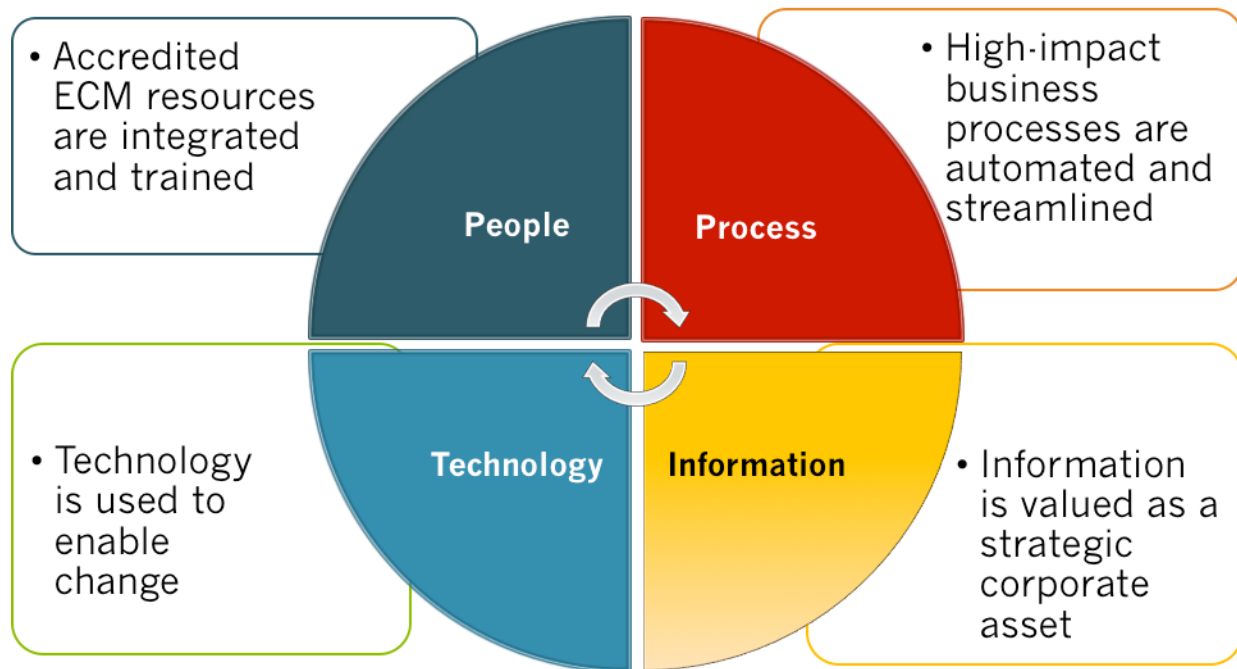 • Accredited
ECM resources
are integrated
and trained
People
Process
• High-impact
business
processes are
automated and
streamlined
• Technology
is used to
enable
change
Technology
Information
• Information
is valued as a
strategic
corporate
asset